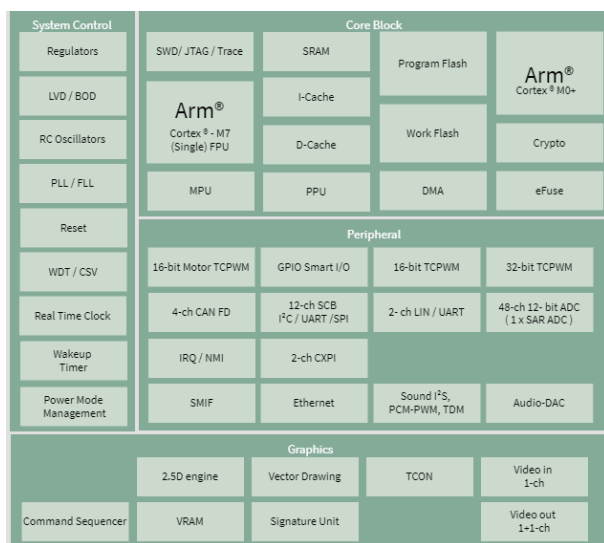 System Control
Regulators
LVD / BOD
RC Oscillators
PLL / FLL
Reset
WDT / CSV
Real Time Clock
Wakeup
Timer
Power Mode
Management
Core Block
SWD/ JTAG / Trace
SRAM
Program Flash
Arm®
Cortex ® M0+
Arm®
Cortex ® - M7
(Single) FPU
I-Cache
D-Cache
Work Flash
Crypto
MPU
PPU
DMA
eFuse
Peripheral
16-bit Motor TCPWM
GPIO Smart I/O
16-bit TCPWM
32-bit TCPWM
4-ch CAN FD
12-ch SCB
I²C / UART /SPI
2- ch LIN / UART
48-ch 12- bit ADC
( 1 x SAR ADC )
IRQ / NMI
2-ch CXPI
SMIF
Ethernet
Sound I²S,
PCM-PWM, TDM
Audio-DAC
Graphics
2.5D engine
Vector Drawing
TCON
Video in
1-ch
Command Sequencer
VRAM
Signature Unit
Video out
1+1-ch